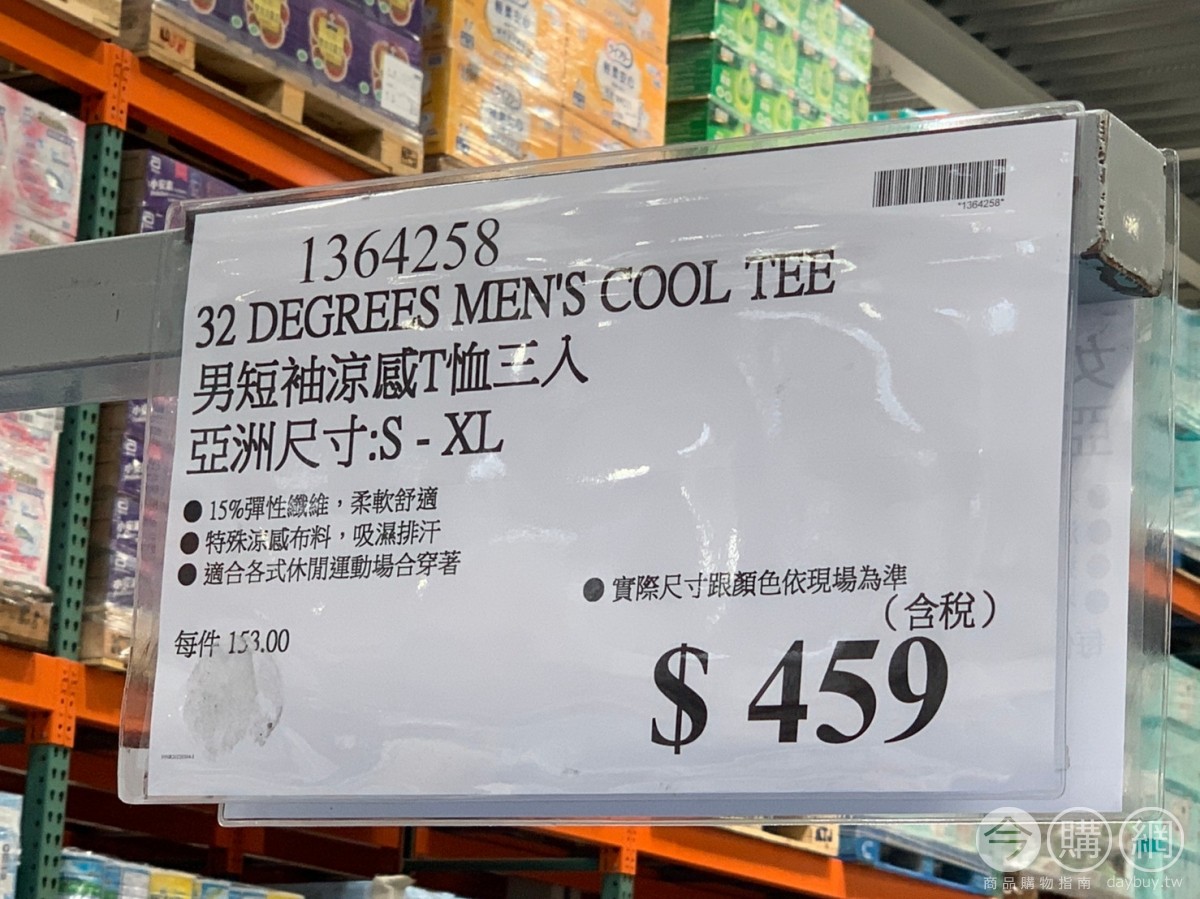 *1364258*
1364258
32 DEGREES MEN'S COOL TEE
男短袖涼感T恤三入
亞洲尺寸:S - XL
● 15%彈性纖維，柔軟舒適
● 特殊涼感布料，吸濕排汗
● 適合各式休閒運動場合穿著
● 實際尺寸跟顏色依現場為準
（含稅）
每件 153.00
$ 459
今購網
商品購物指南 daybuy.tw